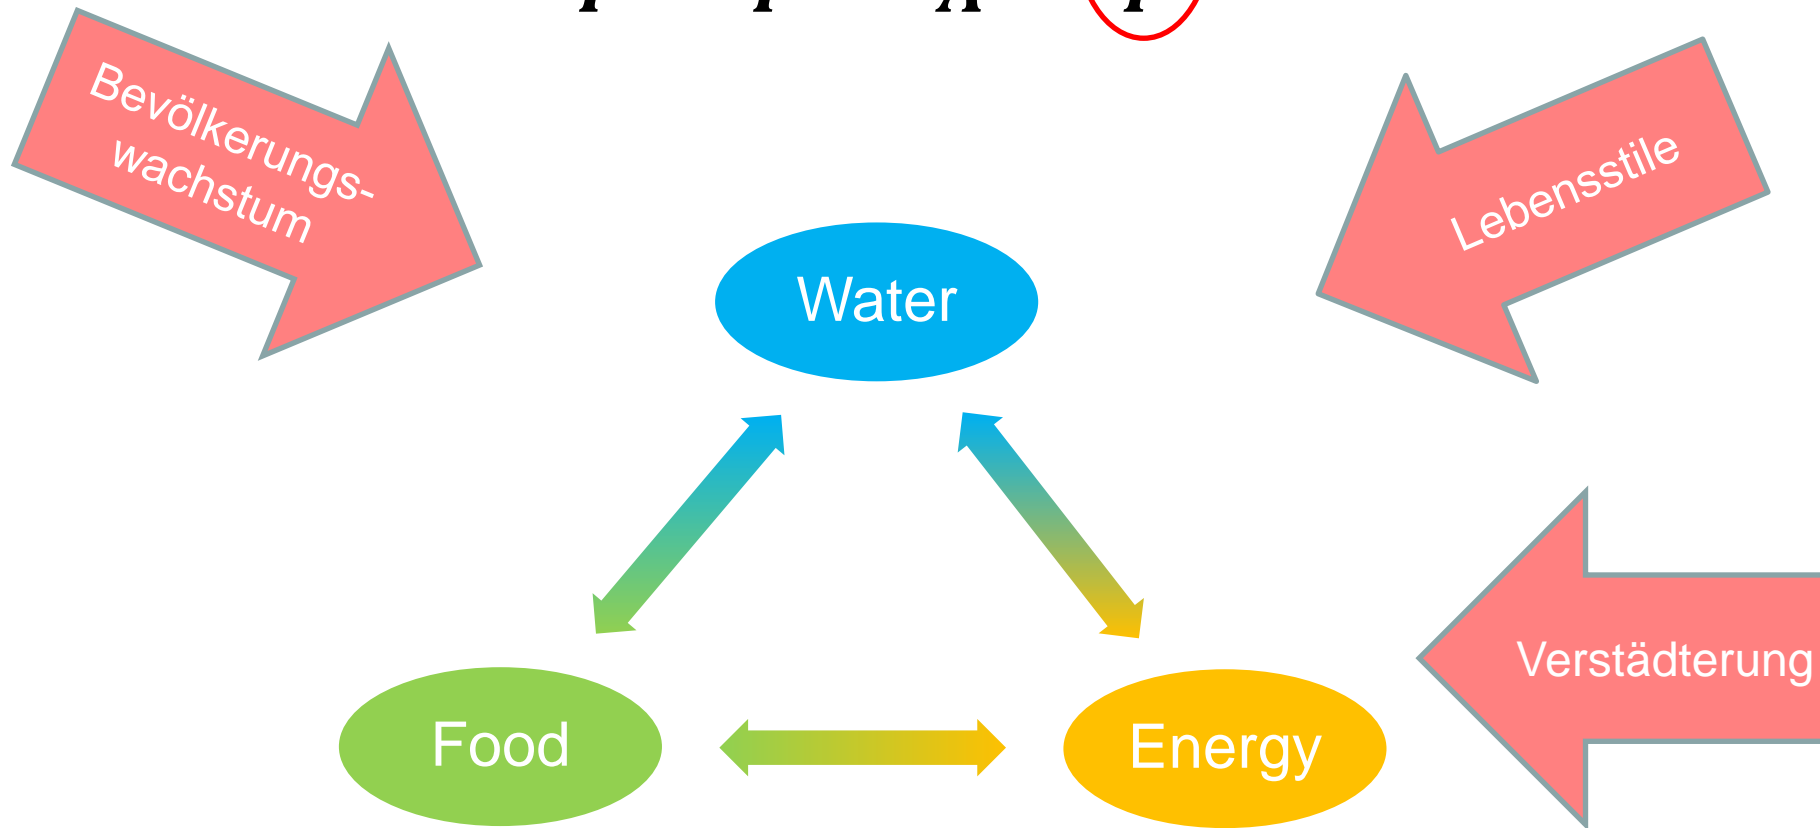 Bevölkerungs-
wachstum
Lebensstile
Water
Verstädterung
Food
Energy